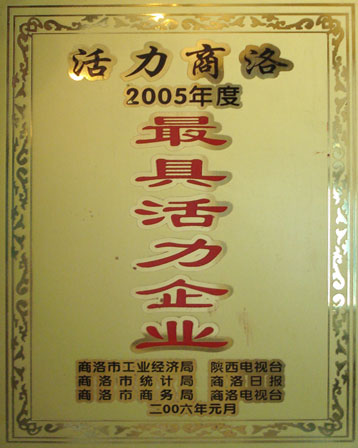 活力商洛
2005年度
最具活力企业
商洛市工业经济局 陕西电视台
商洛市统计局 商洛日报
商洛市商务局 商洛电视台
二00六年元月